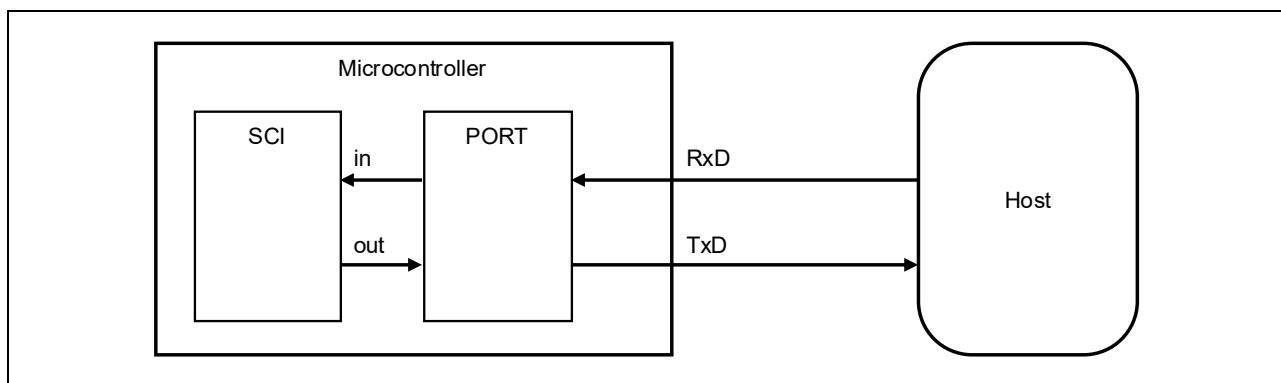 Microcontroller
SCI
PORT
in
out
RxD
TxD
Host